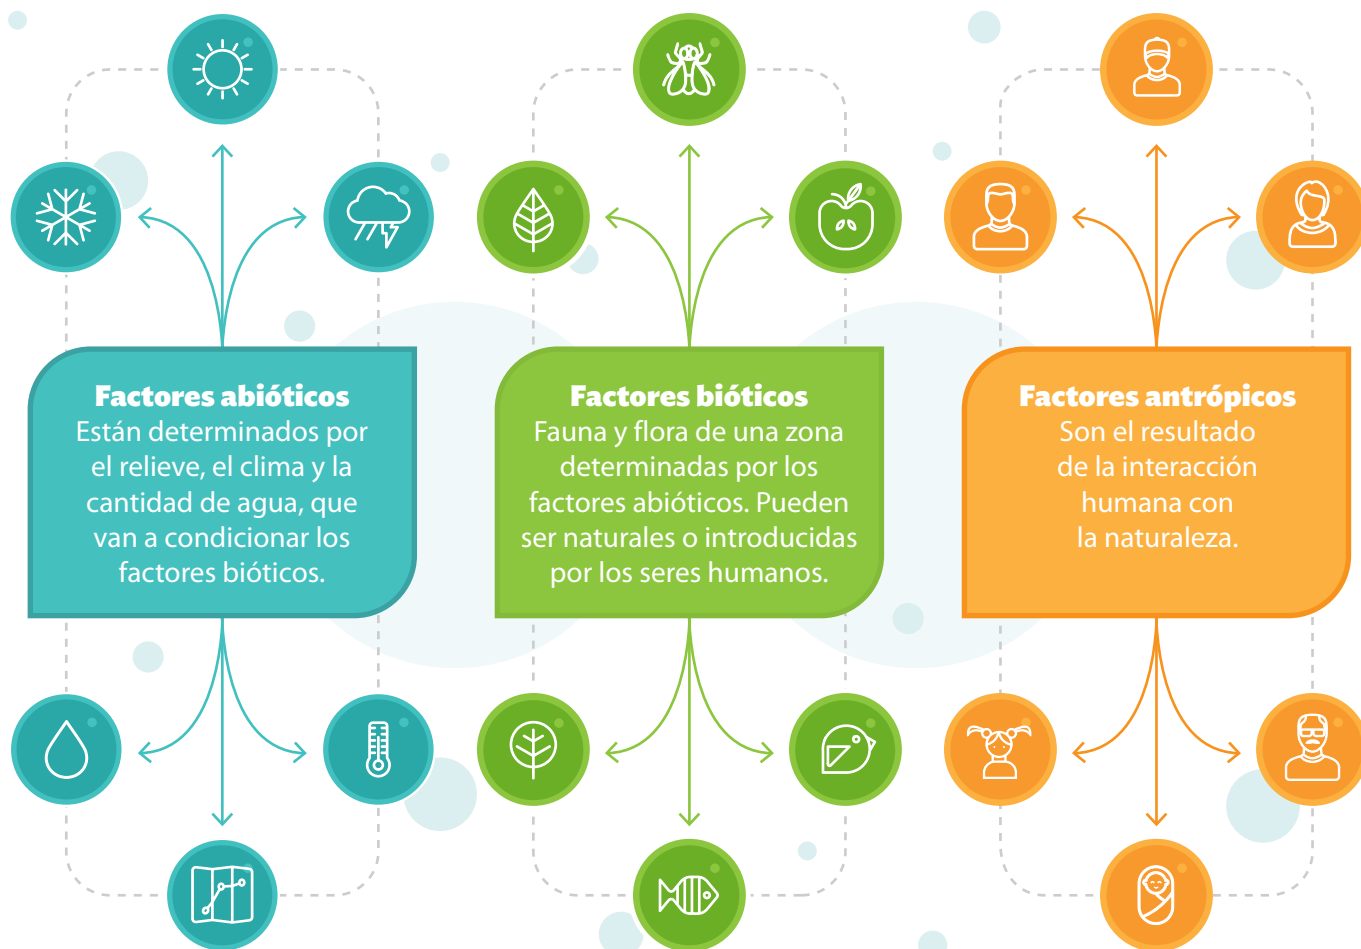 Factores abióticos
Están determinados por
el relieve, el clima y la
cantidad de agua, que
van a condicionar los
factores bióticos.
Factores bióticos
Fauna y flora de una zona
determinadas por los
factores abióticos. Pueden
ser naturales o introducidas
por los seres humanos.
Factores antrópicos
Son el resultado
de la interacción
humana con
la naturaleza.